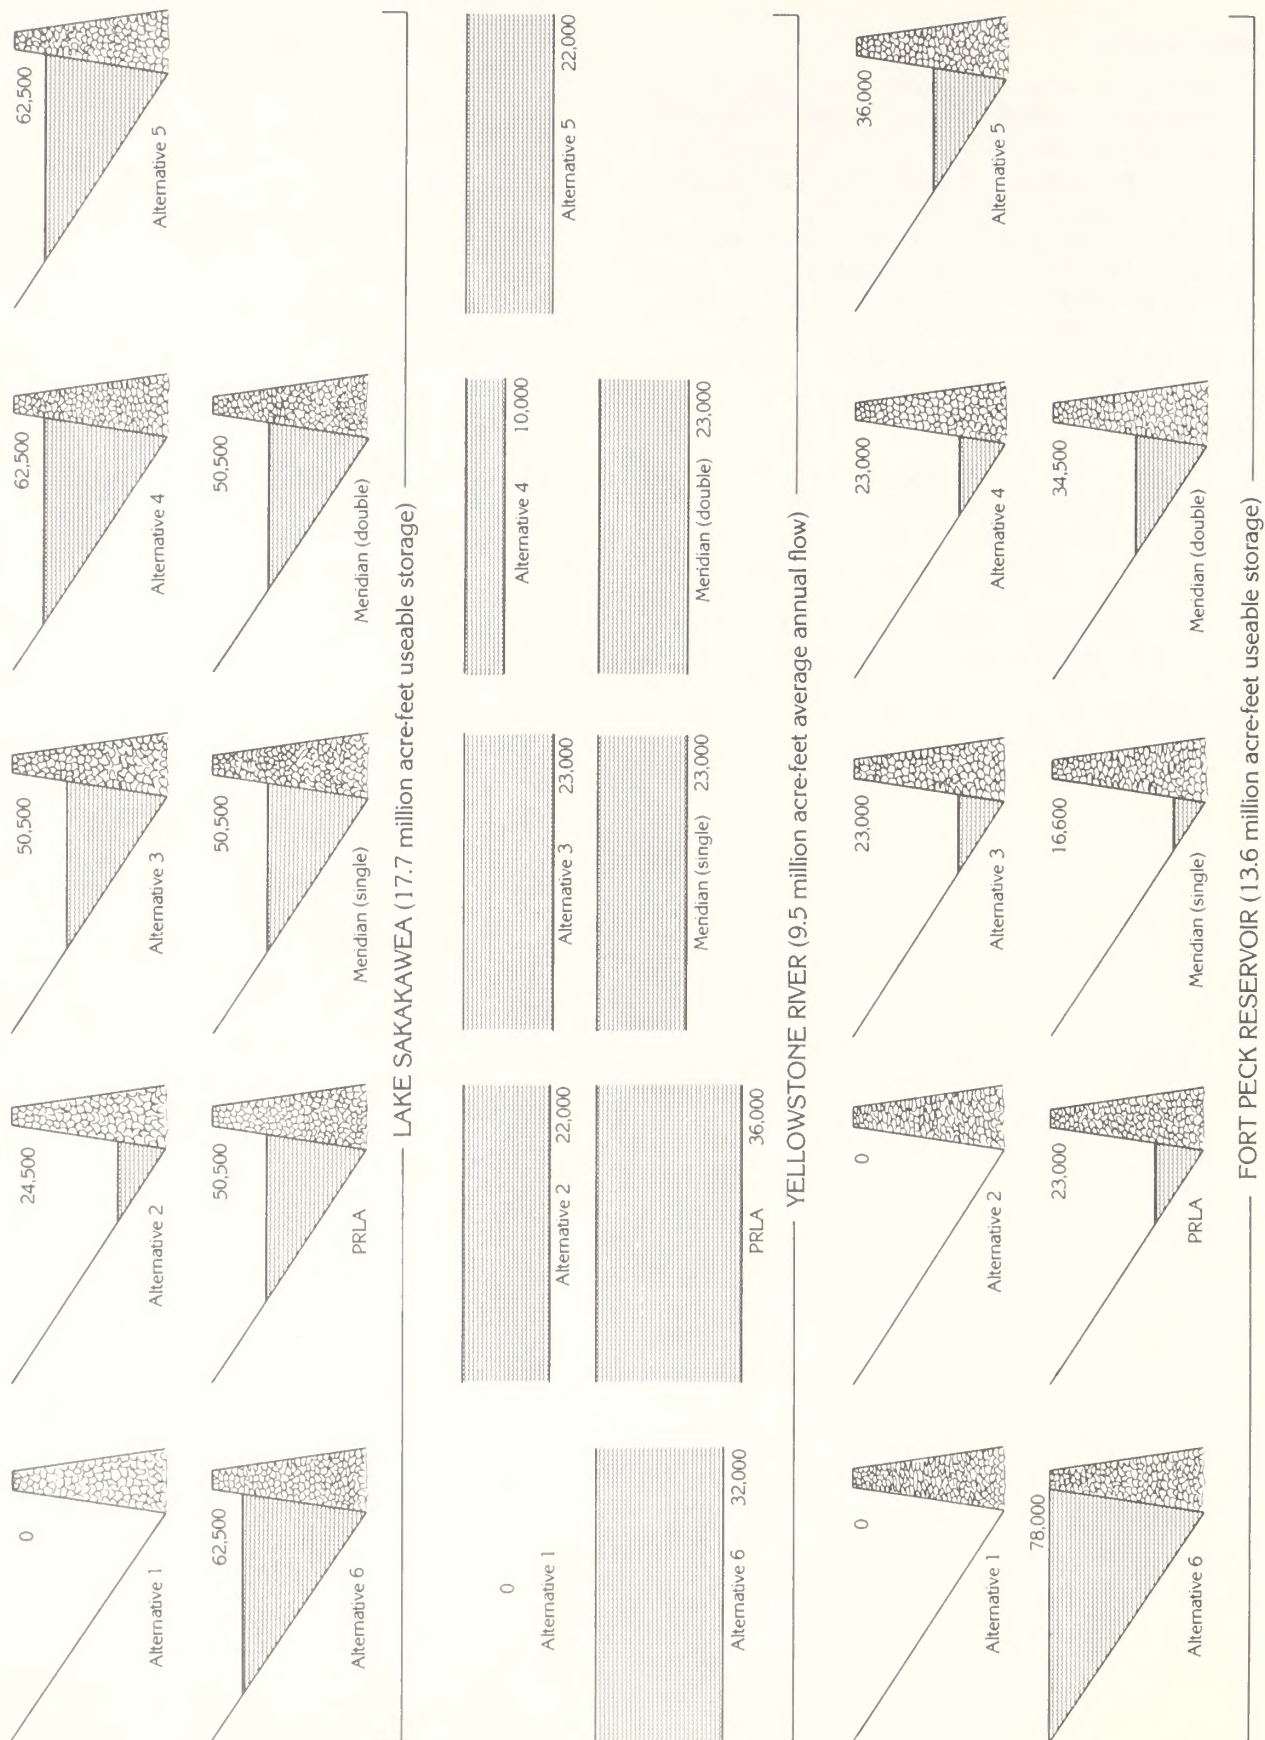 0
Alternative 1
24,500
Alternative 2
50,500
Alternative 3
62,500
Alternative 4
62,500
Alternative 5
62,500
Alternative 6
50,500
PRLA
50,500
Meridian (single)
50,500
Meridian (double)
LAKE SAKAKAWEA (17.7 million acre-feet useable storage)
0
Alternative 1
Alternative 2 22,000
Alternative 3 23,000
Alternative 4 10,000
Alternative 5 22,000
Alternative 6 32,000
PRLA 36,000
Meridian (single) 23,000
Meridian (double) 23,000
YELLOWSTONE RIVER (9.5 million acre-feet average annual flow)
0
Alternative 1
0
Alternative 2
23,000
Alternative 3
23,000
Alternative 4
36,000
Alternative 5
78,000
Alternative 6
23,000
PRLA
16,600
Meridian (single)
34,500
Meridian (double)
FORT PECK RESERVOIR (13.6 million acre-feet useable storage)